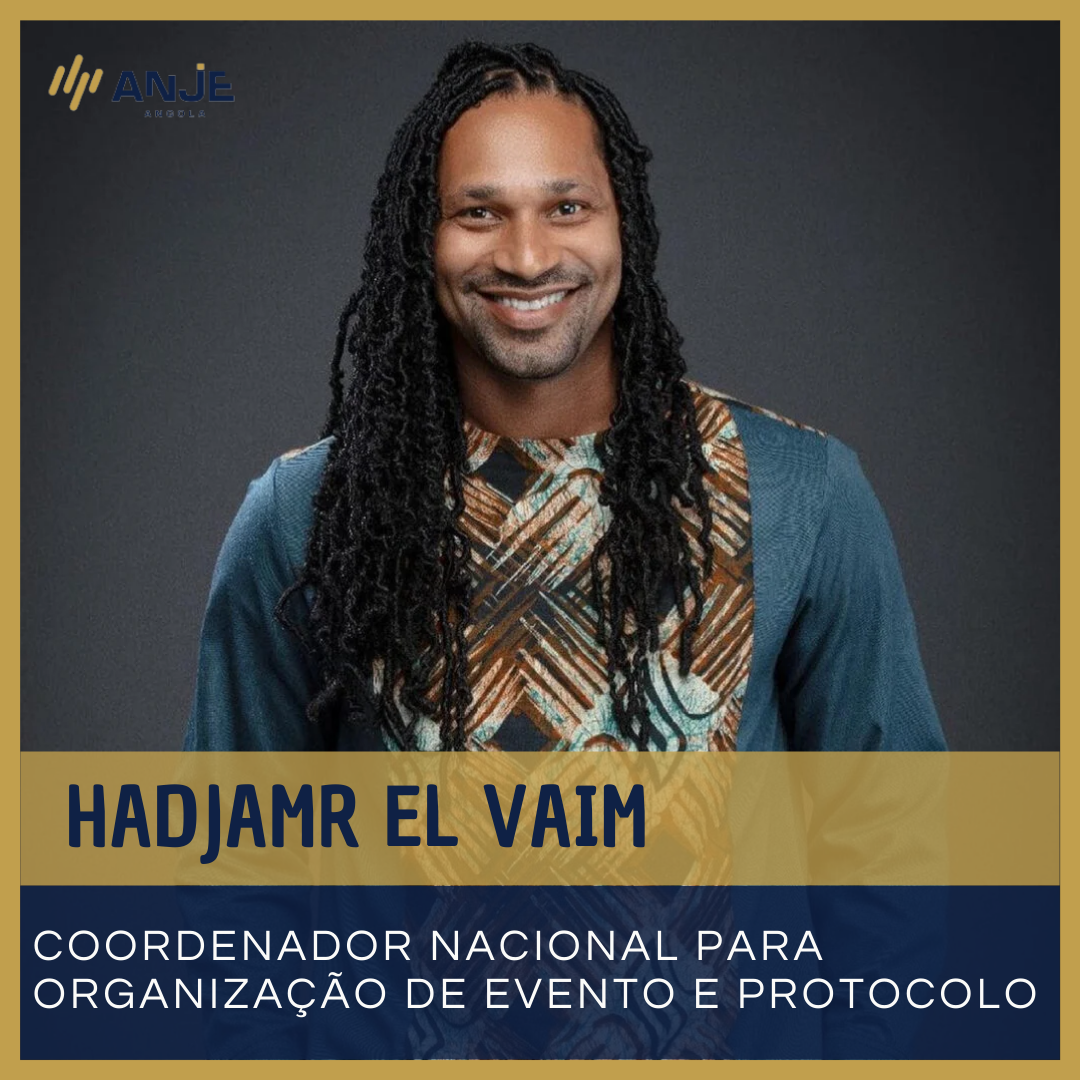 ANJE
ANGOLA
HADJAMR EL VAIM
COORDENADOR NACIONAL PARA
ORGANIZAÇÃO DE EVENTO E PROTOCOLO